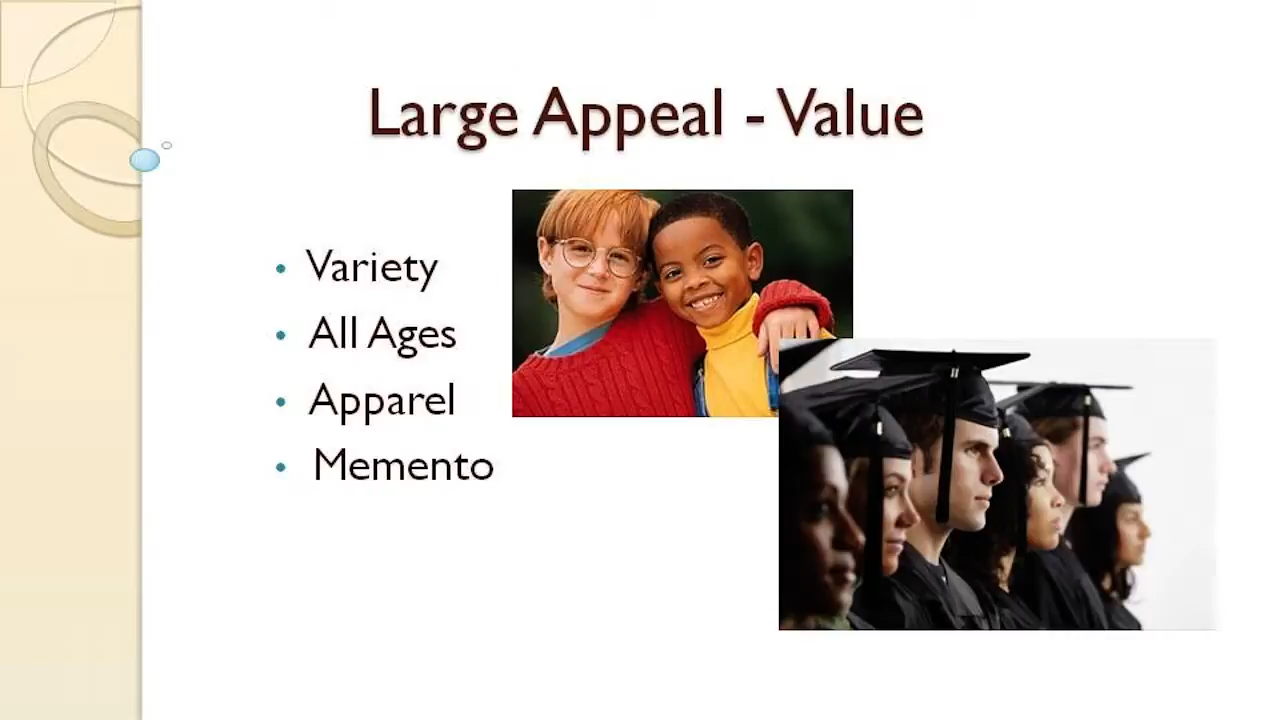 Large Appeal - Value
• Variety
• All Ages
• Apparel
• Memento